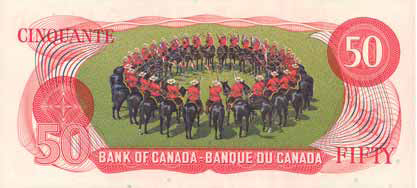 CINQUANTE
50
50
BANK OF CANADA - BANQUE DU CANADA
FIFTY